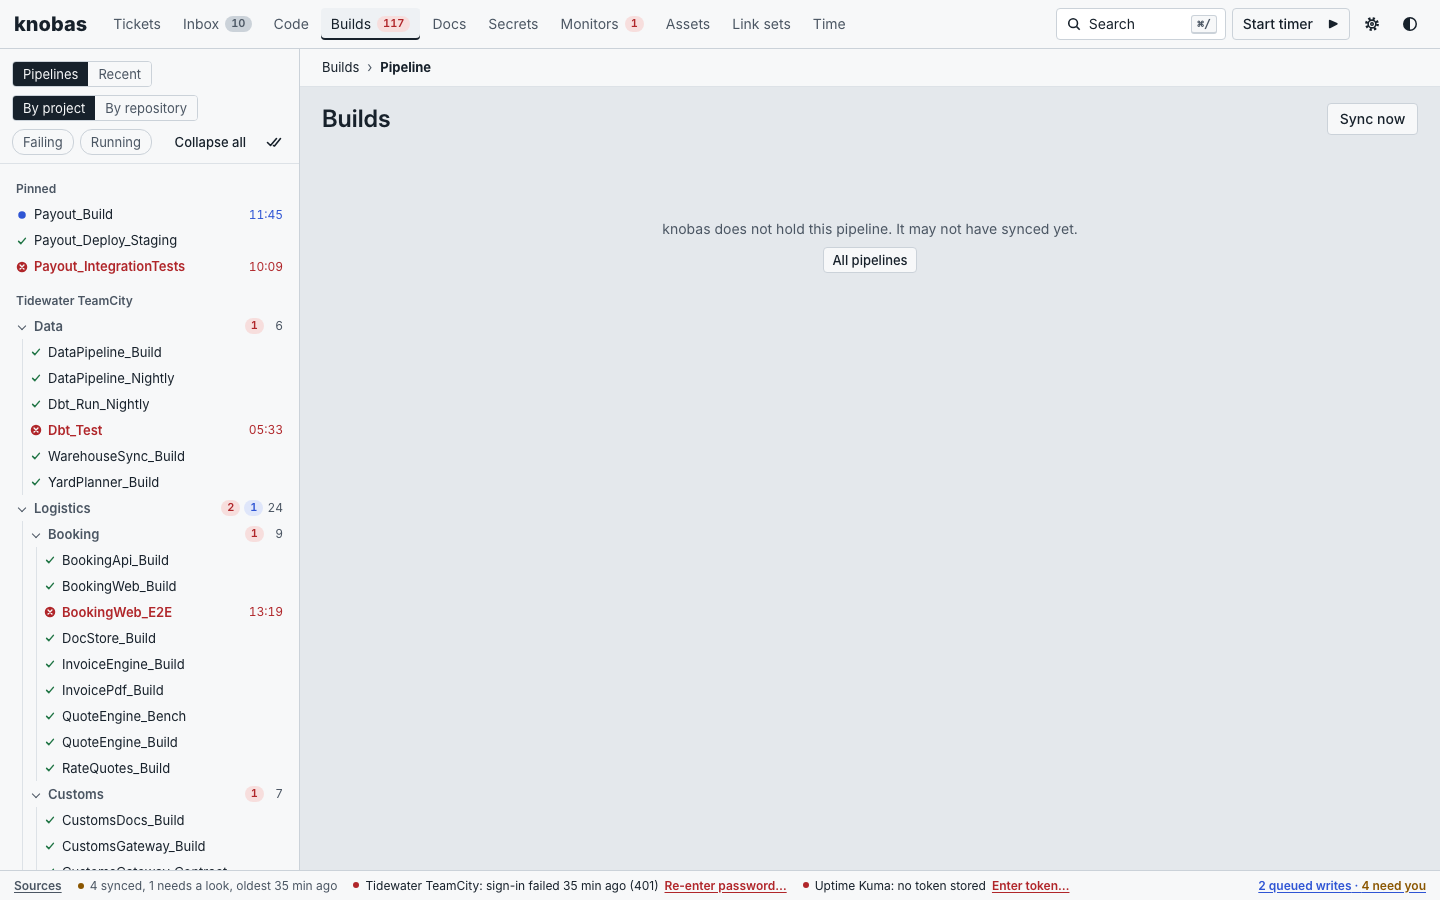 knobas
Tickets
Inbox 10
Code
Builds 117
Docs
Secrets
Monitors 1
Assets
Link sets
Time
Search ⌘/
Start timer
Pipelines Recent
By project By repository
Failing Running Collapse all
Builds › Pipeline
Builds
Sync now
knobas does not hold this pipeline. It may not have synced yet.
All pipelines
Pinned
Payout_Build 11:45
Payout_Deploy_Staging
Payout_IntegrationTests 10:09
Tidewater TeamCity
Data 1 6
DataPipeline_Build
DataPipeline_Nightly
Dbt_Run_Nightly
Dbt_Test 05:33
WarehouseSync_Build
YardPlanner_Build
Logistics 2 1 24
Booking 1 9
BookingApi_Build
BookingWeb_Build
BookingWeb_E2E 13:19
DocStore_Build
InvoiceEngine_Build
InvoicePdf_Build
QuoteEngine_Bench
QuoteEngine_Build
RateQuotes_Build
Customs 1 7
CustomsDocs_Build
CustomsGateway_Build
Sources 4 synced, 1 needs a look, oldest 35 min ago Tidewater TeamCity: sign-in failed 35 min ago (401) Re-enter password... Uptime Kuma: no token stored Enter token... 2 queued writes · 4 need you